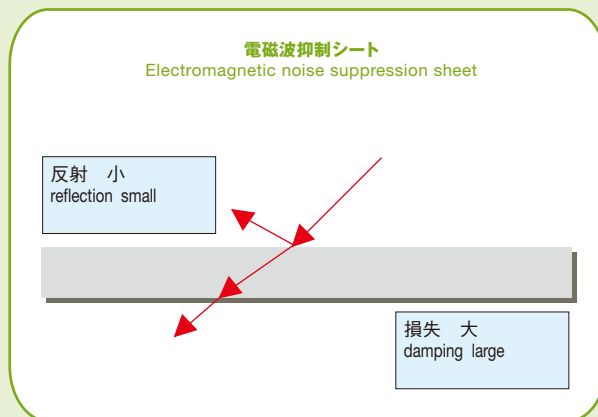 電磁波抑制シート
Electromagnetic noise suppression sheet
反射　小
reflection small
損失　大
damping large